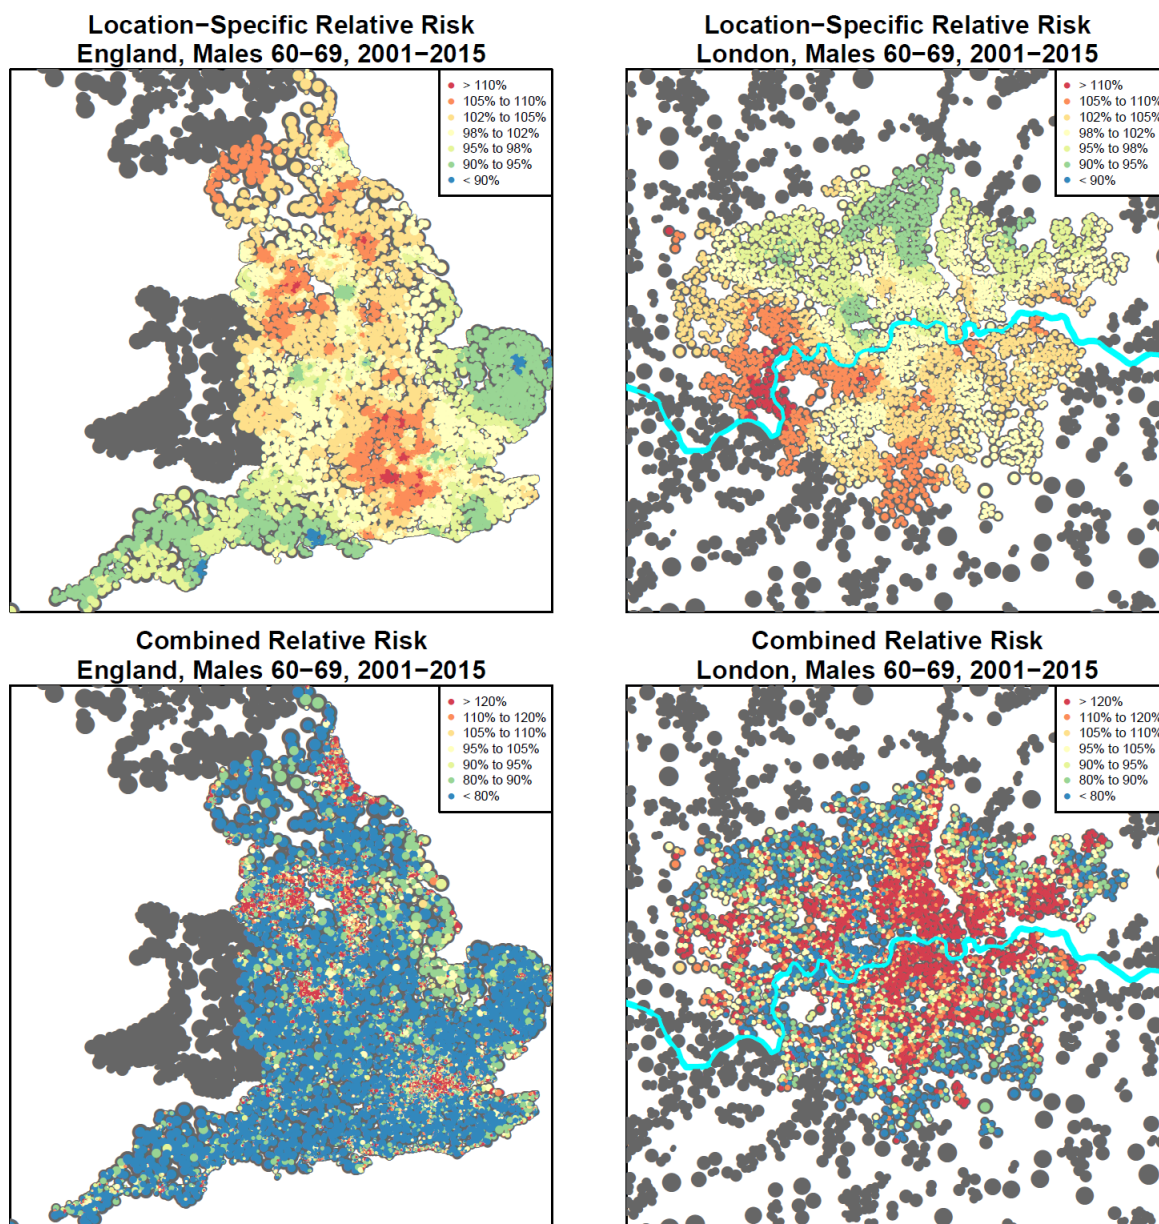 Location−Specific Relative Risk
England, Males 60−69, 2001−2015
> 110%
105% to 110%
102% to 105%
98% to 102%
95% to 98%
90% to 95%
< 90%
Location−Specific Relative Risk
London, Males 60−69, 2001−2015
> 110%
105% to 110%
102% to 105%
98% to 102%
95% to 98%
90% to 95%
< 90%
Combined Relative Risk
England, Males 60−69, 2001−2015
> 120%
110% to 120%
105% to 110%
95% to 105%
90% to 95%
80% to 90%
< 80%
Combined Relative Risk
London, Males 60−69, 2001−2015
> 120%
110% to 120%
105% to 110%
95% to 105%
90% to 95%
80% to 90%
< 80%